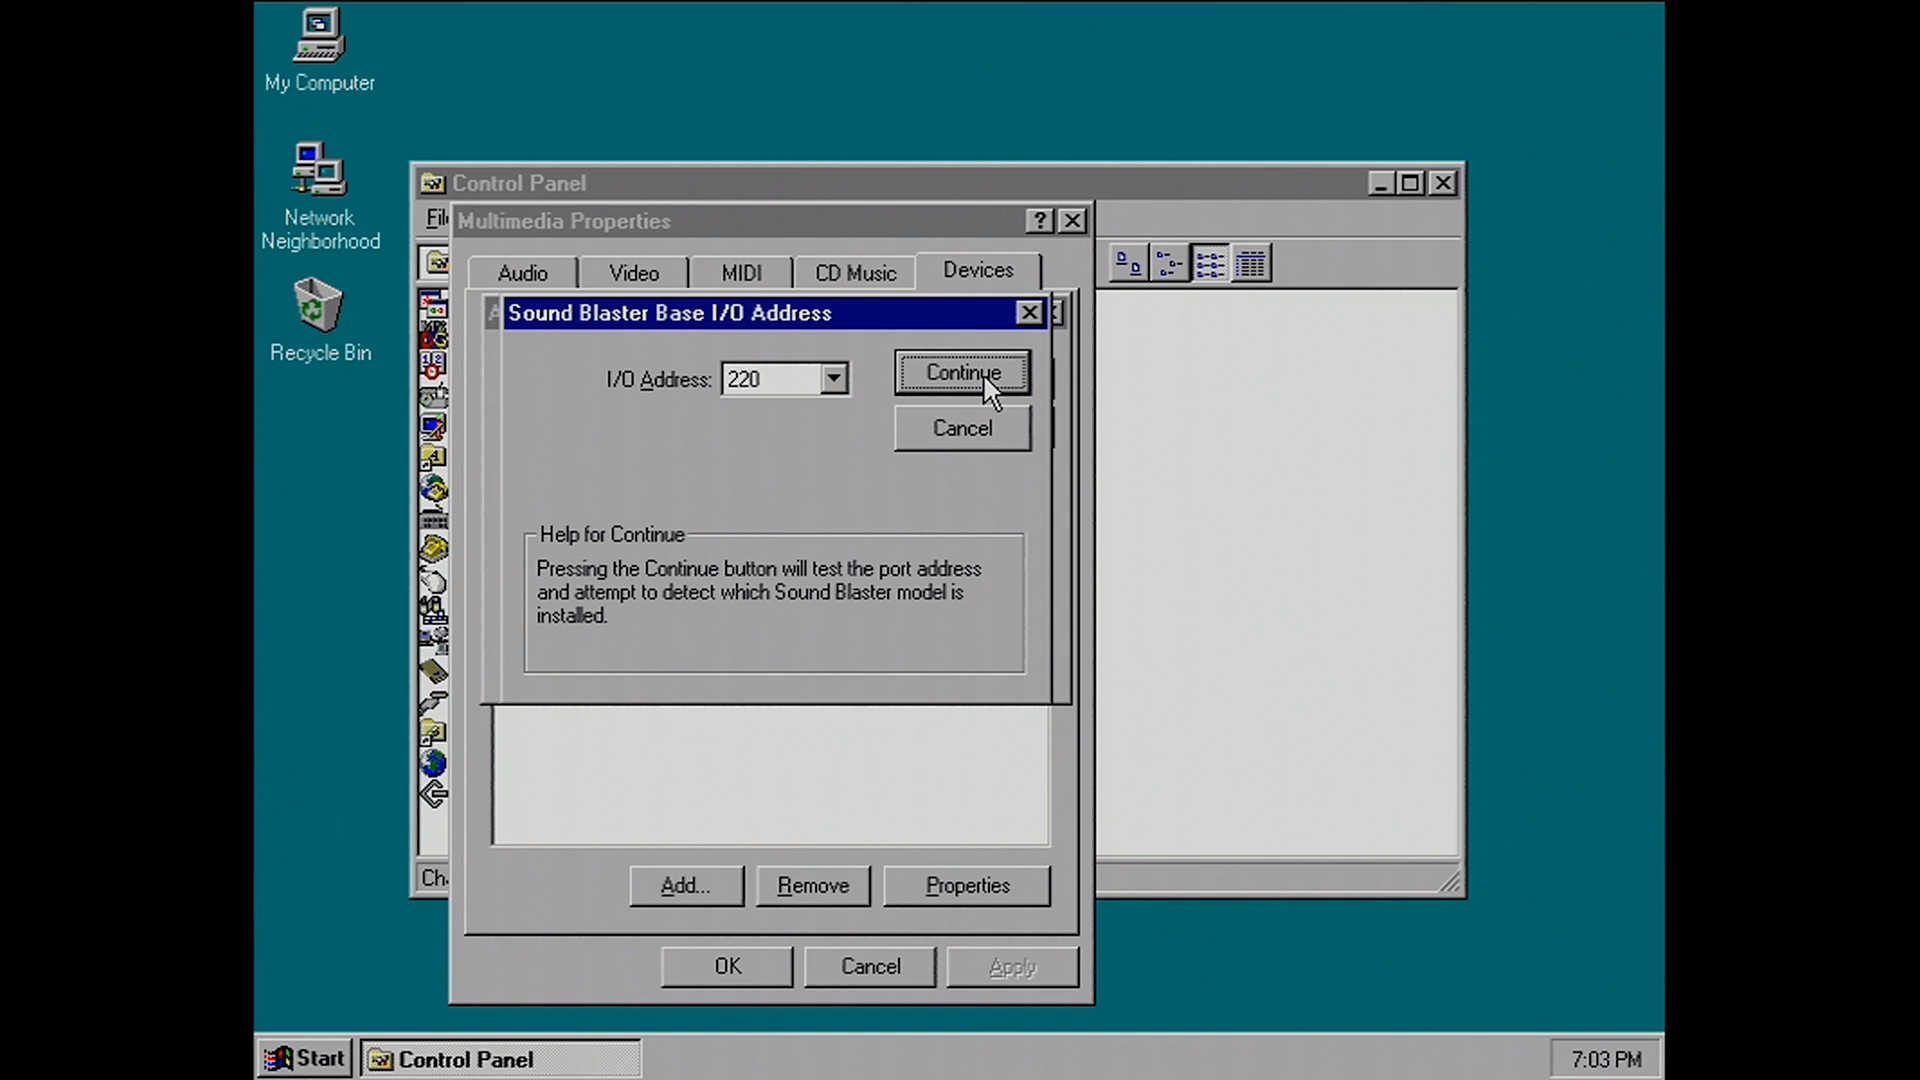 My Computer
Network
Neighborhood
Recycle Bin
Control Panel
Multimedia Properties
Audio
Video
MIDI
CD Music
Devices
Sound Blaster Base I/O Address
I/O Address:
220
Continue
Cancel
Help for Continue
Pressing the Continue button will test the port address
and attempt to detect which Sound Blaster model is
installed.
Add...
Remove
Properties
OK
Cancel
Apply
Start
Control Panel
7:03 PM